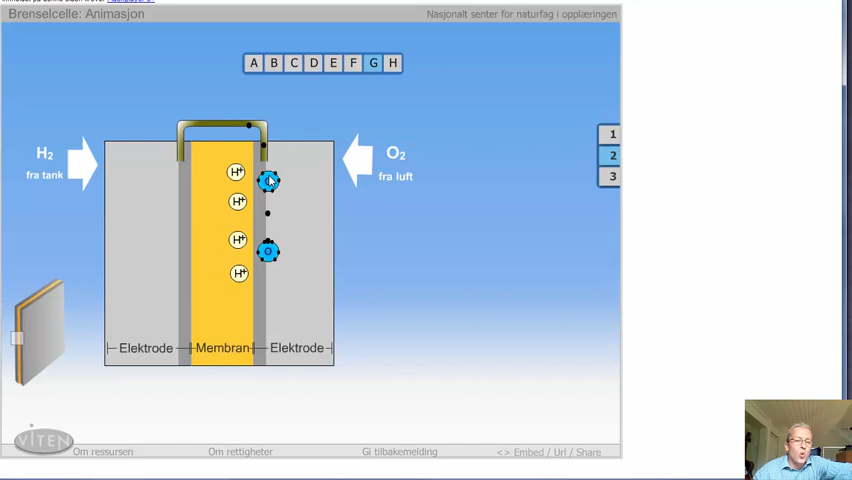 Brenselcelle: Animasjon
Nasjonalt senter for naturfag i opplæringen
A B C D E F G H
H₂
fra tank
O₂
fra luft
1
2
3
H⁺
H⁺
H⁺
O
H⁺
Elektrode
Membran
Elektrode
VITEN
Om ressursen
Om rettigheter
Gi tilbakemelding
<> Embed / Url / Share